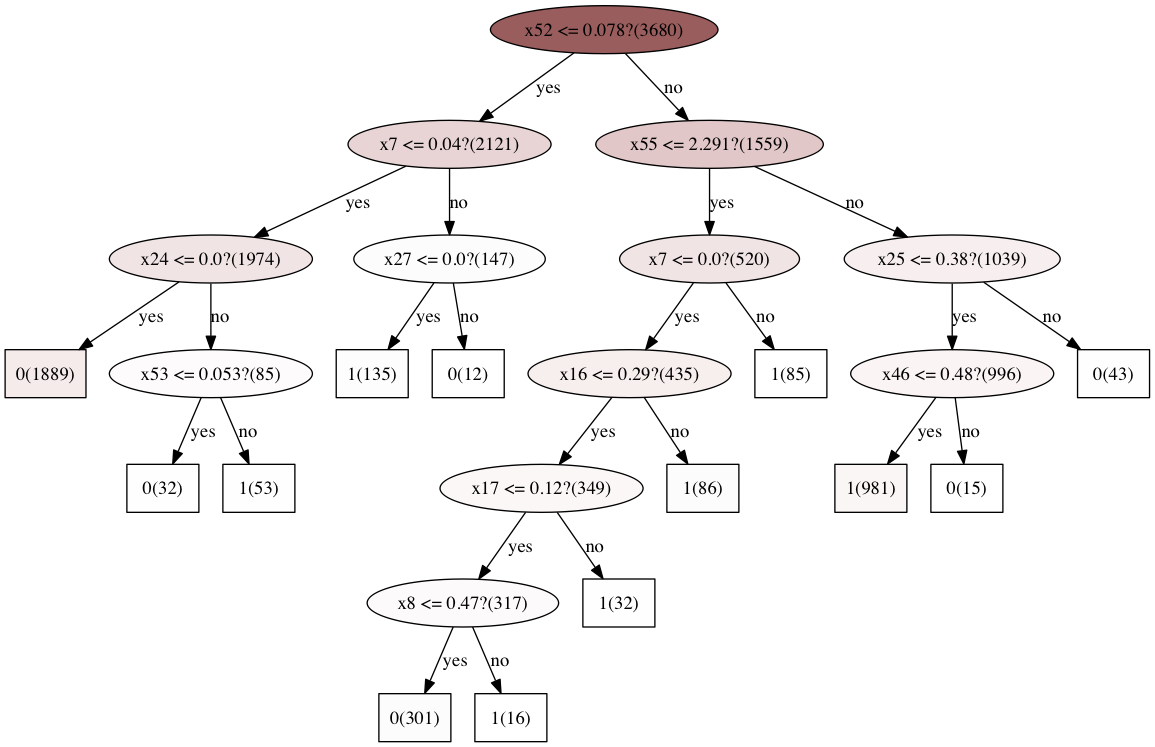 x52 <= 0.078?(3680)
yes
no
x7 <= 0.04?(2121)
x55 <= 2.291?(1559)
yes
no
yes
no
x24 <= 0.0?(1974)
x27 <= 0.0?(147)
x7 <= 0.0?(520)
x25 <= 0.38?(1039)
yes
no
yes
no
yes
no
yes
no
0(1889)
x53 <= 0.053?(85)
1(135)
0(12)
x16 <= 0.29?(435)
1(85)
x46 <= 0.48?(996)
0(43)
yes
no
yes
no
yes
no
0(32)
1(53)
x17 <= 0.12?(349)
1(86)
1(981)
0(15)
yes
no
x8 <= 0.47?(317)
1(32)
yes
no
0(301)
1(16)